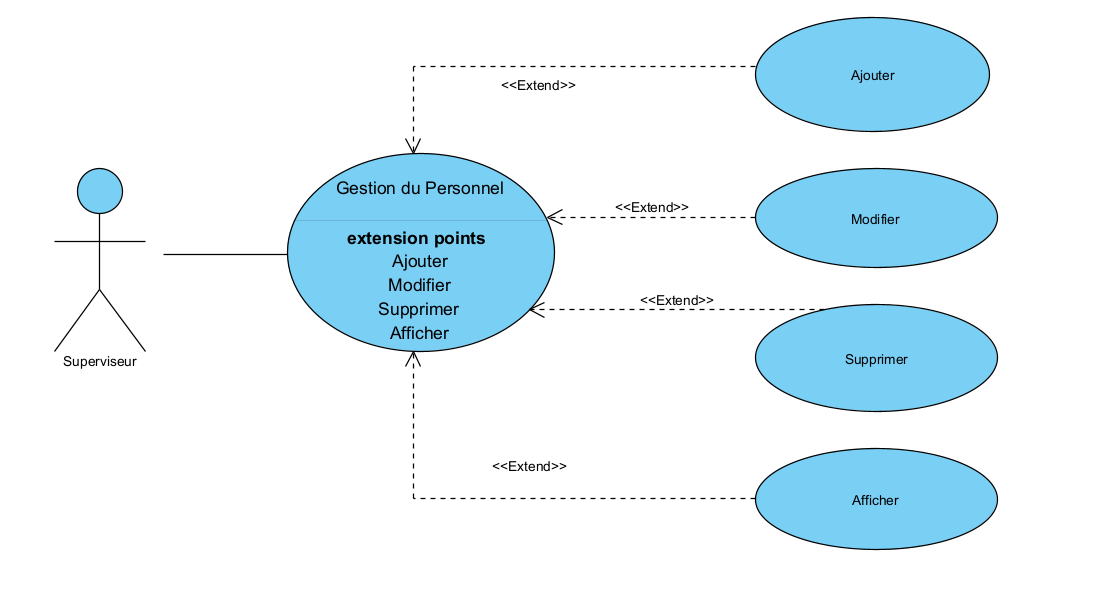 Ajouter
<<Extend>>
Gestion du Personnel
<<Extend>>
Modifier
extension points
Ajouter
Modifier
Supprimer
Afficher
<<Extend>>
Supprimer
Superviseur
<<Extend>>
Afficher